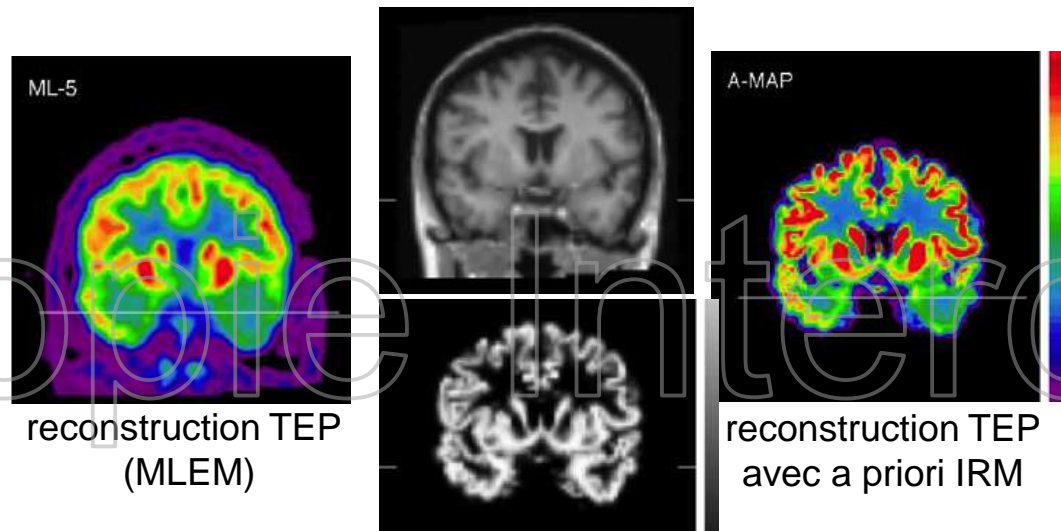 ML-5
A-MAP
reconstruction TEP
(MLEM)
reconstruction TEP
avec a priori IRM